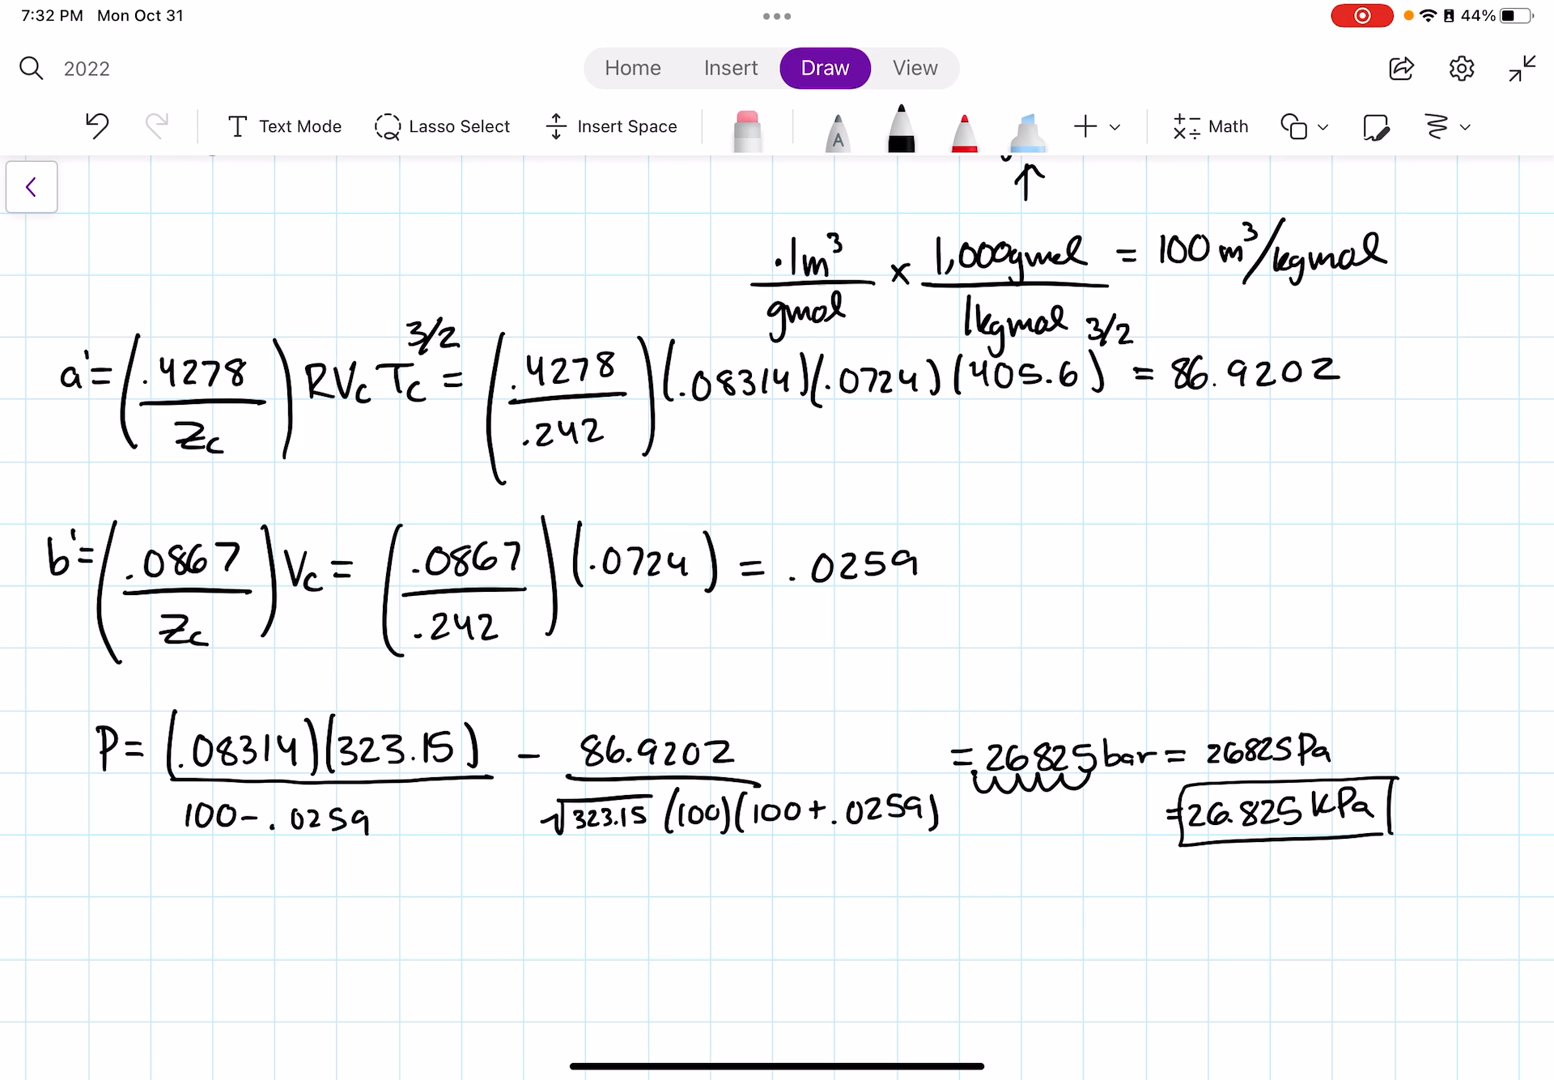 7:32 PM Mon Oct 31
44%
2022
Home Insert Draw View
Text Mode Lasso Select Insert Space A Math
.1m³/gmol × 1,000gmol/1kgmol = 100 m³/kgmol
a' = (.4278/Zc) RVc Tc^3/2 = (.4278/.242)(.08314)(.0724)(405.6)^3/2 = 86.9202
b' = (.0867/Zc) Vc = (.0867/.242)(.0724) = .0259
P = (.08314)(323.15)/100 - .0259 - 86.9202/√323.15 (100)(100 + .0259) = 26825 bar = 26825 Pa
= 26.825 kPa